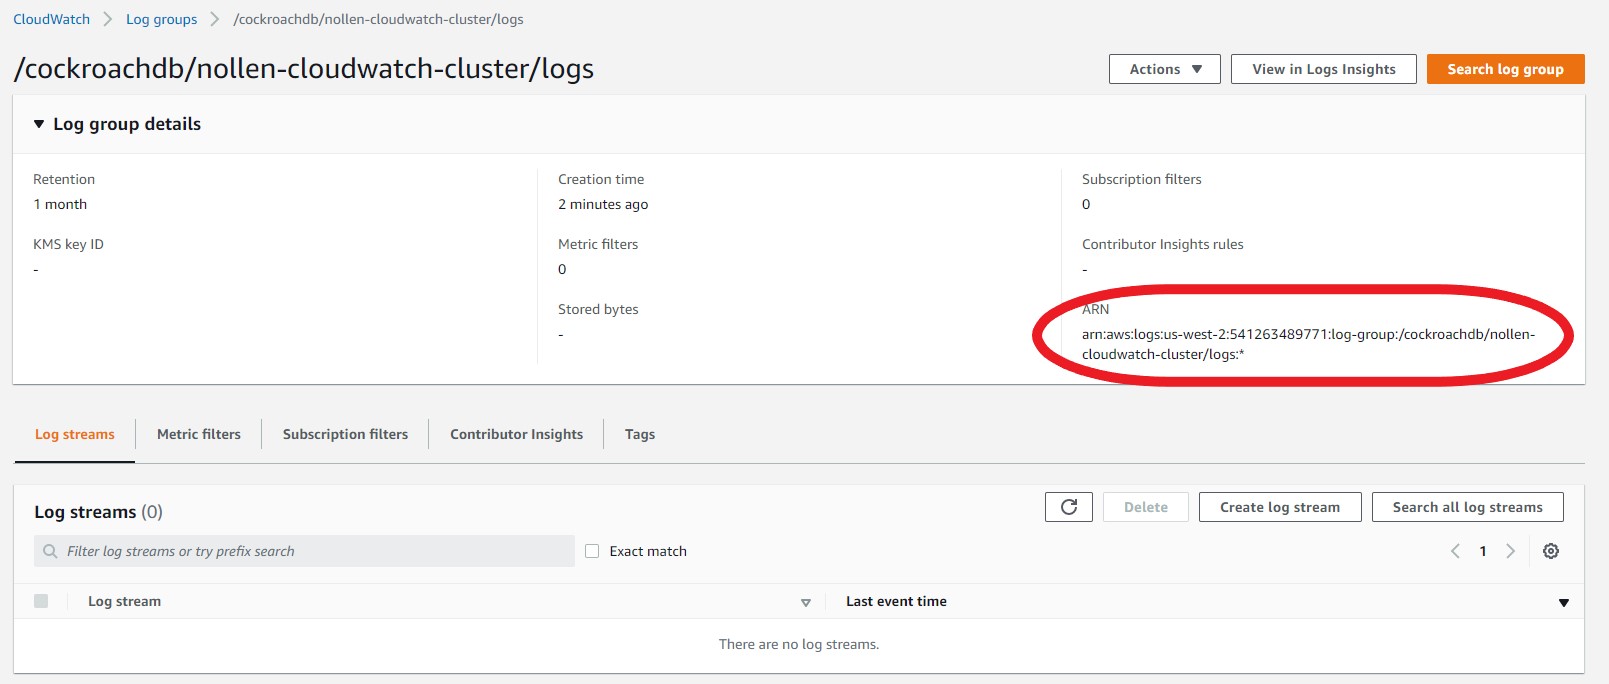 CloudWatch > Log groups > /cockroachdb/nollen-cloudwatch-cluster/logs
/cockroachdb/nollen-cloudwatch-cluster/logs
Actions ▼ View in Logs Insights Search log group
▼ Log group details
Retention
1 month
KMS key ID
-
Creation time
2 minutes ago
Metric filters
0
Stored bytes
-
Subscription filters
0
Contributor Insights rules
-
ARN
arn:aws:logs:us-west-2:541263489771:log-group:/cockroachdb/nollen-
cloudwatch-cluster/logs:*
Log streams Metric filters Subscription filters Contributor Insights Tags
Log streams (0)
Delete Create log stream Search all log streams
Filter log streams or try prefix search Exact match < 1 >
Log stream Last event time
There are no log streams.